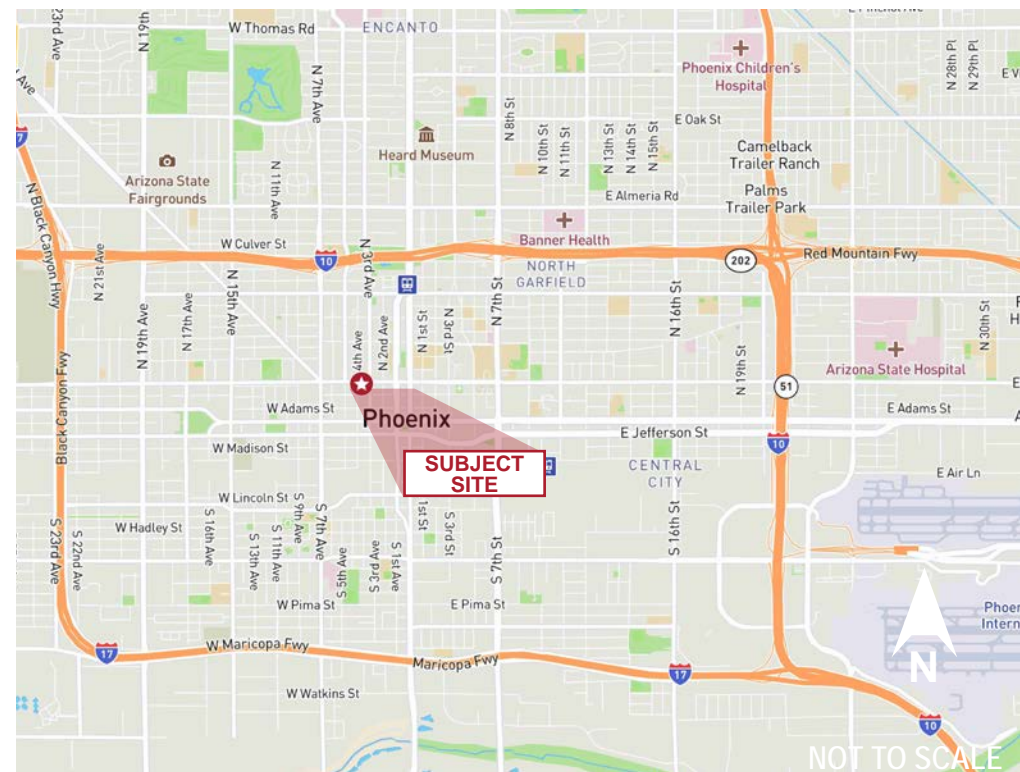 W Thomas Rd
ENCANTO
N 19th
N 7th Ave
Phoenix Children's
Hospital
N 28th Pl
N 29th Pl
N 8th St
E Oak St
N 10th St
N 11th St
N 13th St
N 14th St
N 15th St
Heard Museum
Camelback
Trailer Ranch
Arizona State
Fairgrounds
N 11th Ave
Palms
Trailer Park
E Almeria Rd
N Black Canyon Hwy
Banner Health
W Culver St
10
N 3rd Ave
202
Red Mountain Fwy
NORTH
GARFIELD
N 21st Ave
N 15th Ave
N 7th St
N 16th St
N 19th Ave
N 17th Ave
4th Ave
N 2nd Ave
N 1st St
N 3rd St
N 30th St
N 19th St
Arizona State Hospital
51
W Adams St
E Adams St
Phoenix
Black Canyon Fwy
E Jefferson St
10
W Madison St
SUBJECT
SITE
CENTRAL
CITY
E Air Ln
W Lincoln St
S 9th Ave
S 7th Ave
1st St
S 3rd St
S 7th St
S 16th St
W Hadley St
S 23rd Ave
S 22nd Ave
S 16th Ave
S 13th Ave
S 11th Ave
S 5th Ave
S 3rd Ave
S 1st Ave
W Pima St
E Pima St
Phoe
Intern
W Maricopa Fwy
17
Maricopa Fwy
17
N
W Watkins St
10
NOT TO SCALE